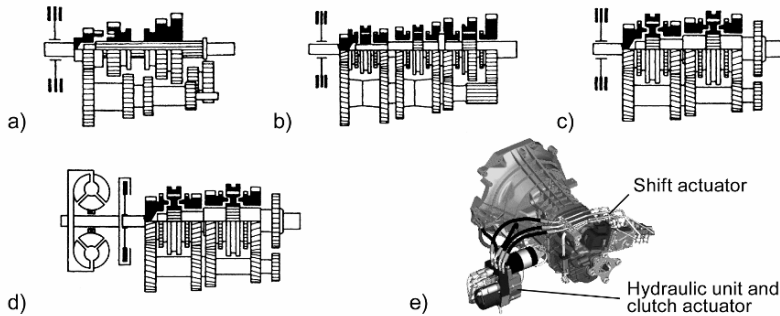 a)
b)
c)
Shift actuator
d)
e)
Hydraulic unit and
clutch actuator